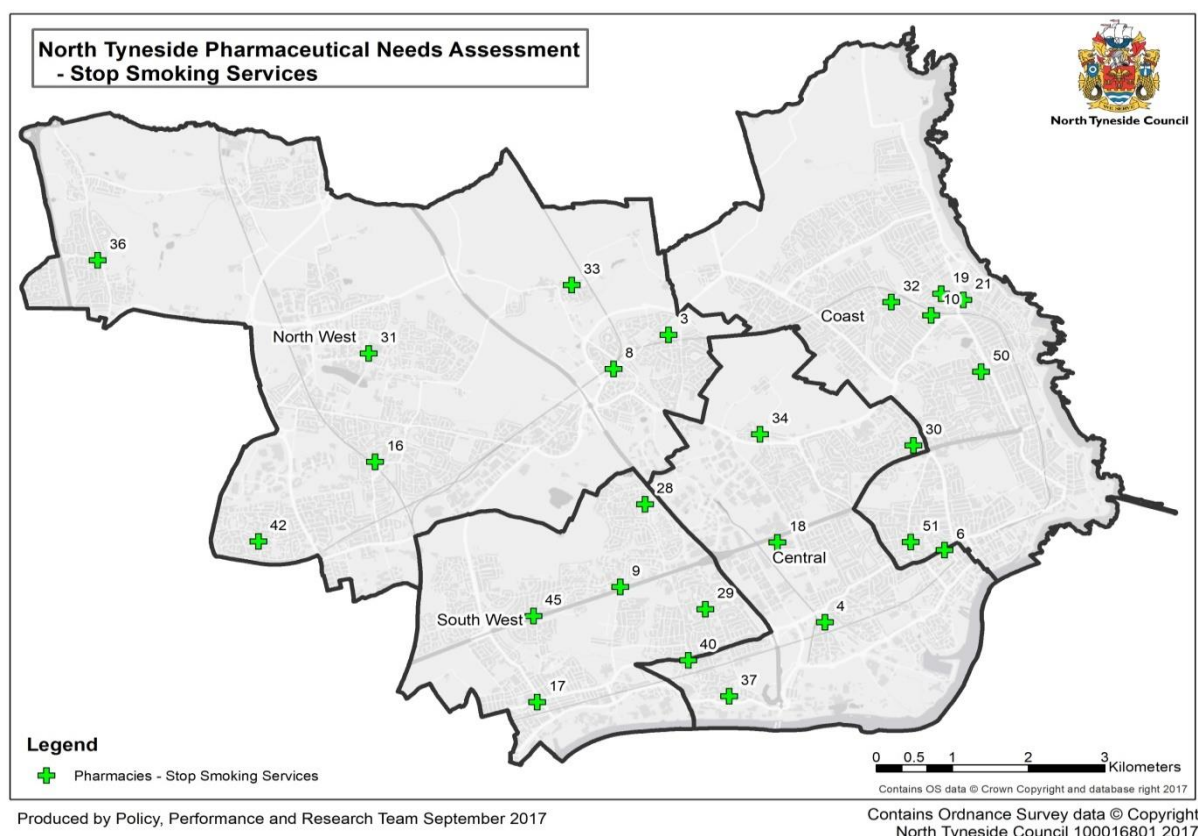 North Tyneside Pharmaceutical Needs Assessment
- Stop Smoking Services
North Tyneside Council
36
33
32
19
21
10
Coast
3
North West
31
8
50
34
30
16
28
42
18
51
6
Central
9
29
45
South West
4
40
37
17
Legend
Pharmacies - Stop Smoking Services
0 0.5 1 2 3
Kilometers
Contains OS data © Crown Copyright and database right 2017
Produced by Policy, Performance and Research Team September 2017
Contains Ordnance Survey data © Copyright
North Tyneside Council 100016801 2017